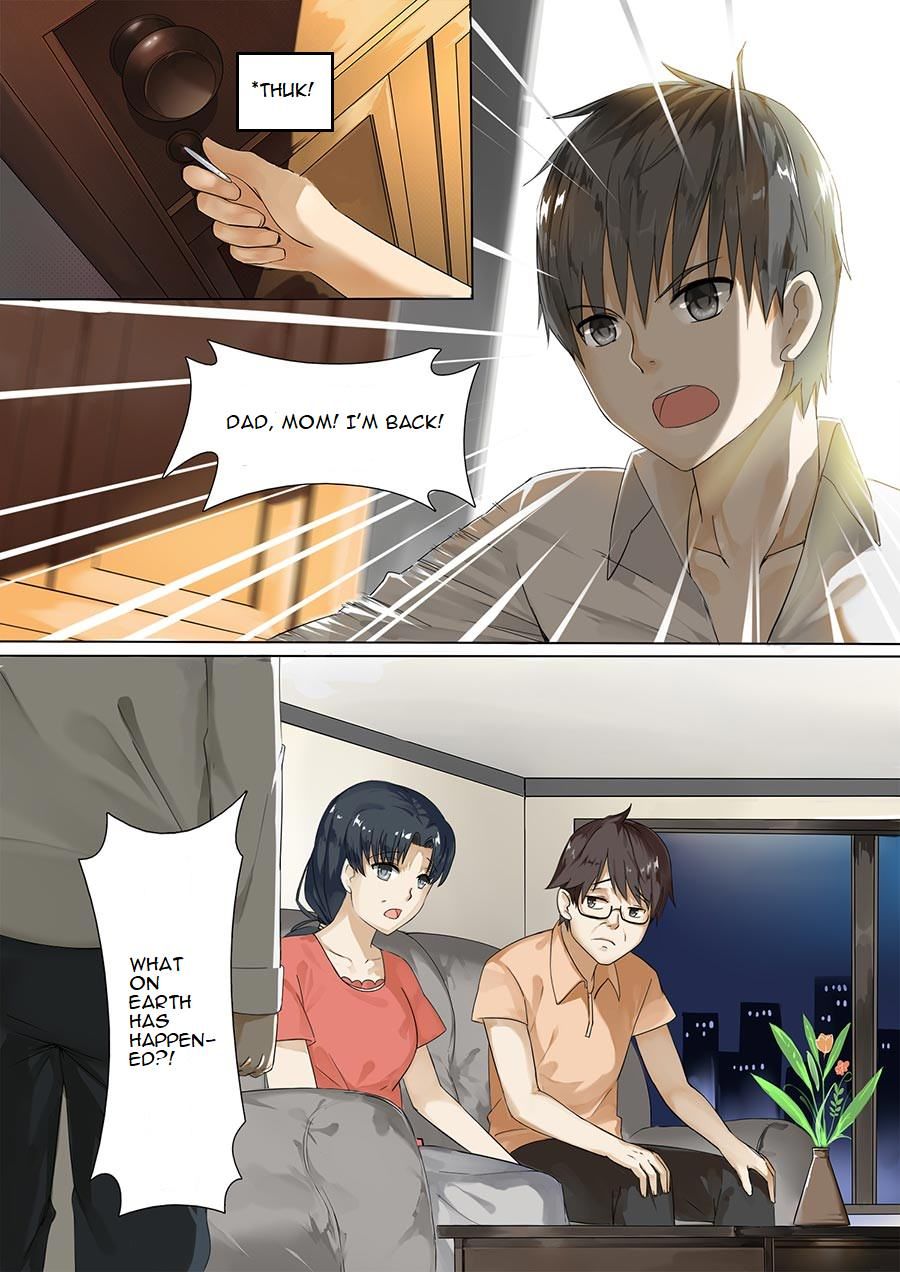 *THUK!
DAD, MOM! I'M BACK!
WHAT
ON
EARTH
HAS
HAPPEN-
ED?!